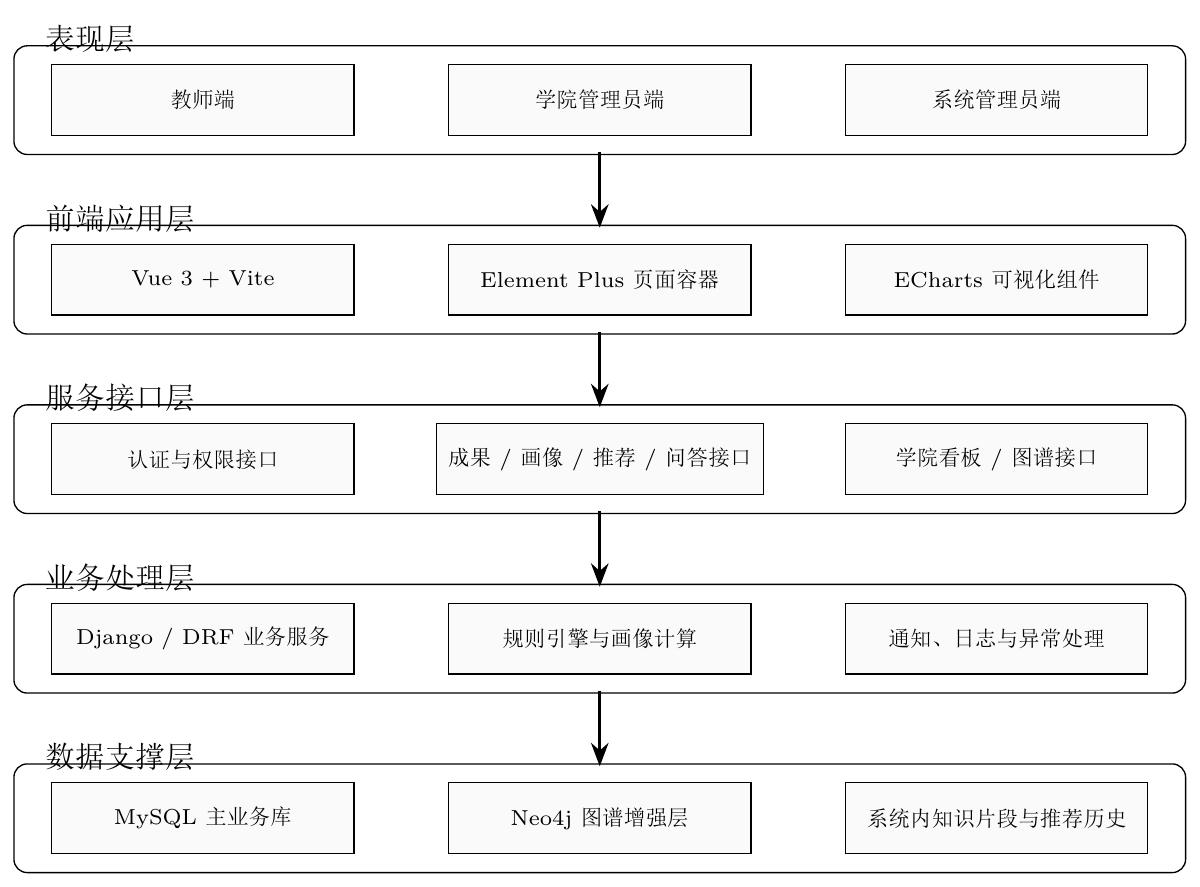 表现层
教师端
学院管理员端
系统管理员端
前端应用层
Vue 3 + Vite
Element Plus 页面容器
ECharts 可视化组件
服务接口层
认证与权限接口
成果 / 画像 / 推荐 / 问答接口
学院看板 / 图谱接口
业务处理层
Django / DRF 业务服务
规则引擎与画像计算
通知、日志与异常处理
数据支撑层
MySQL 主业务库
Neo4j 图谱增强层
系统内知识片段与推荐历史